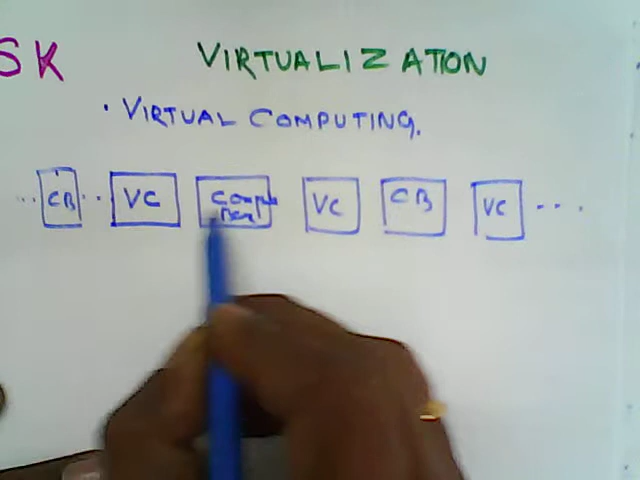 SK
VIRTUALIZATION
· VIRTUAL COMPUTING.
.. CB .. VC VC CB VC ...